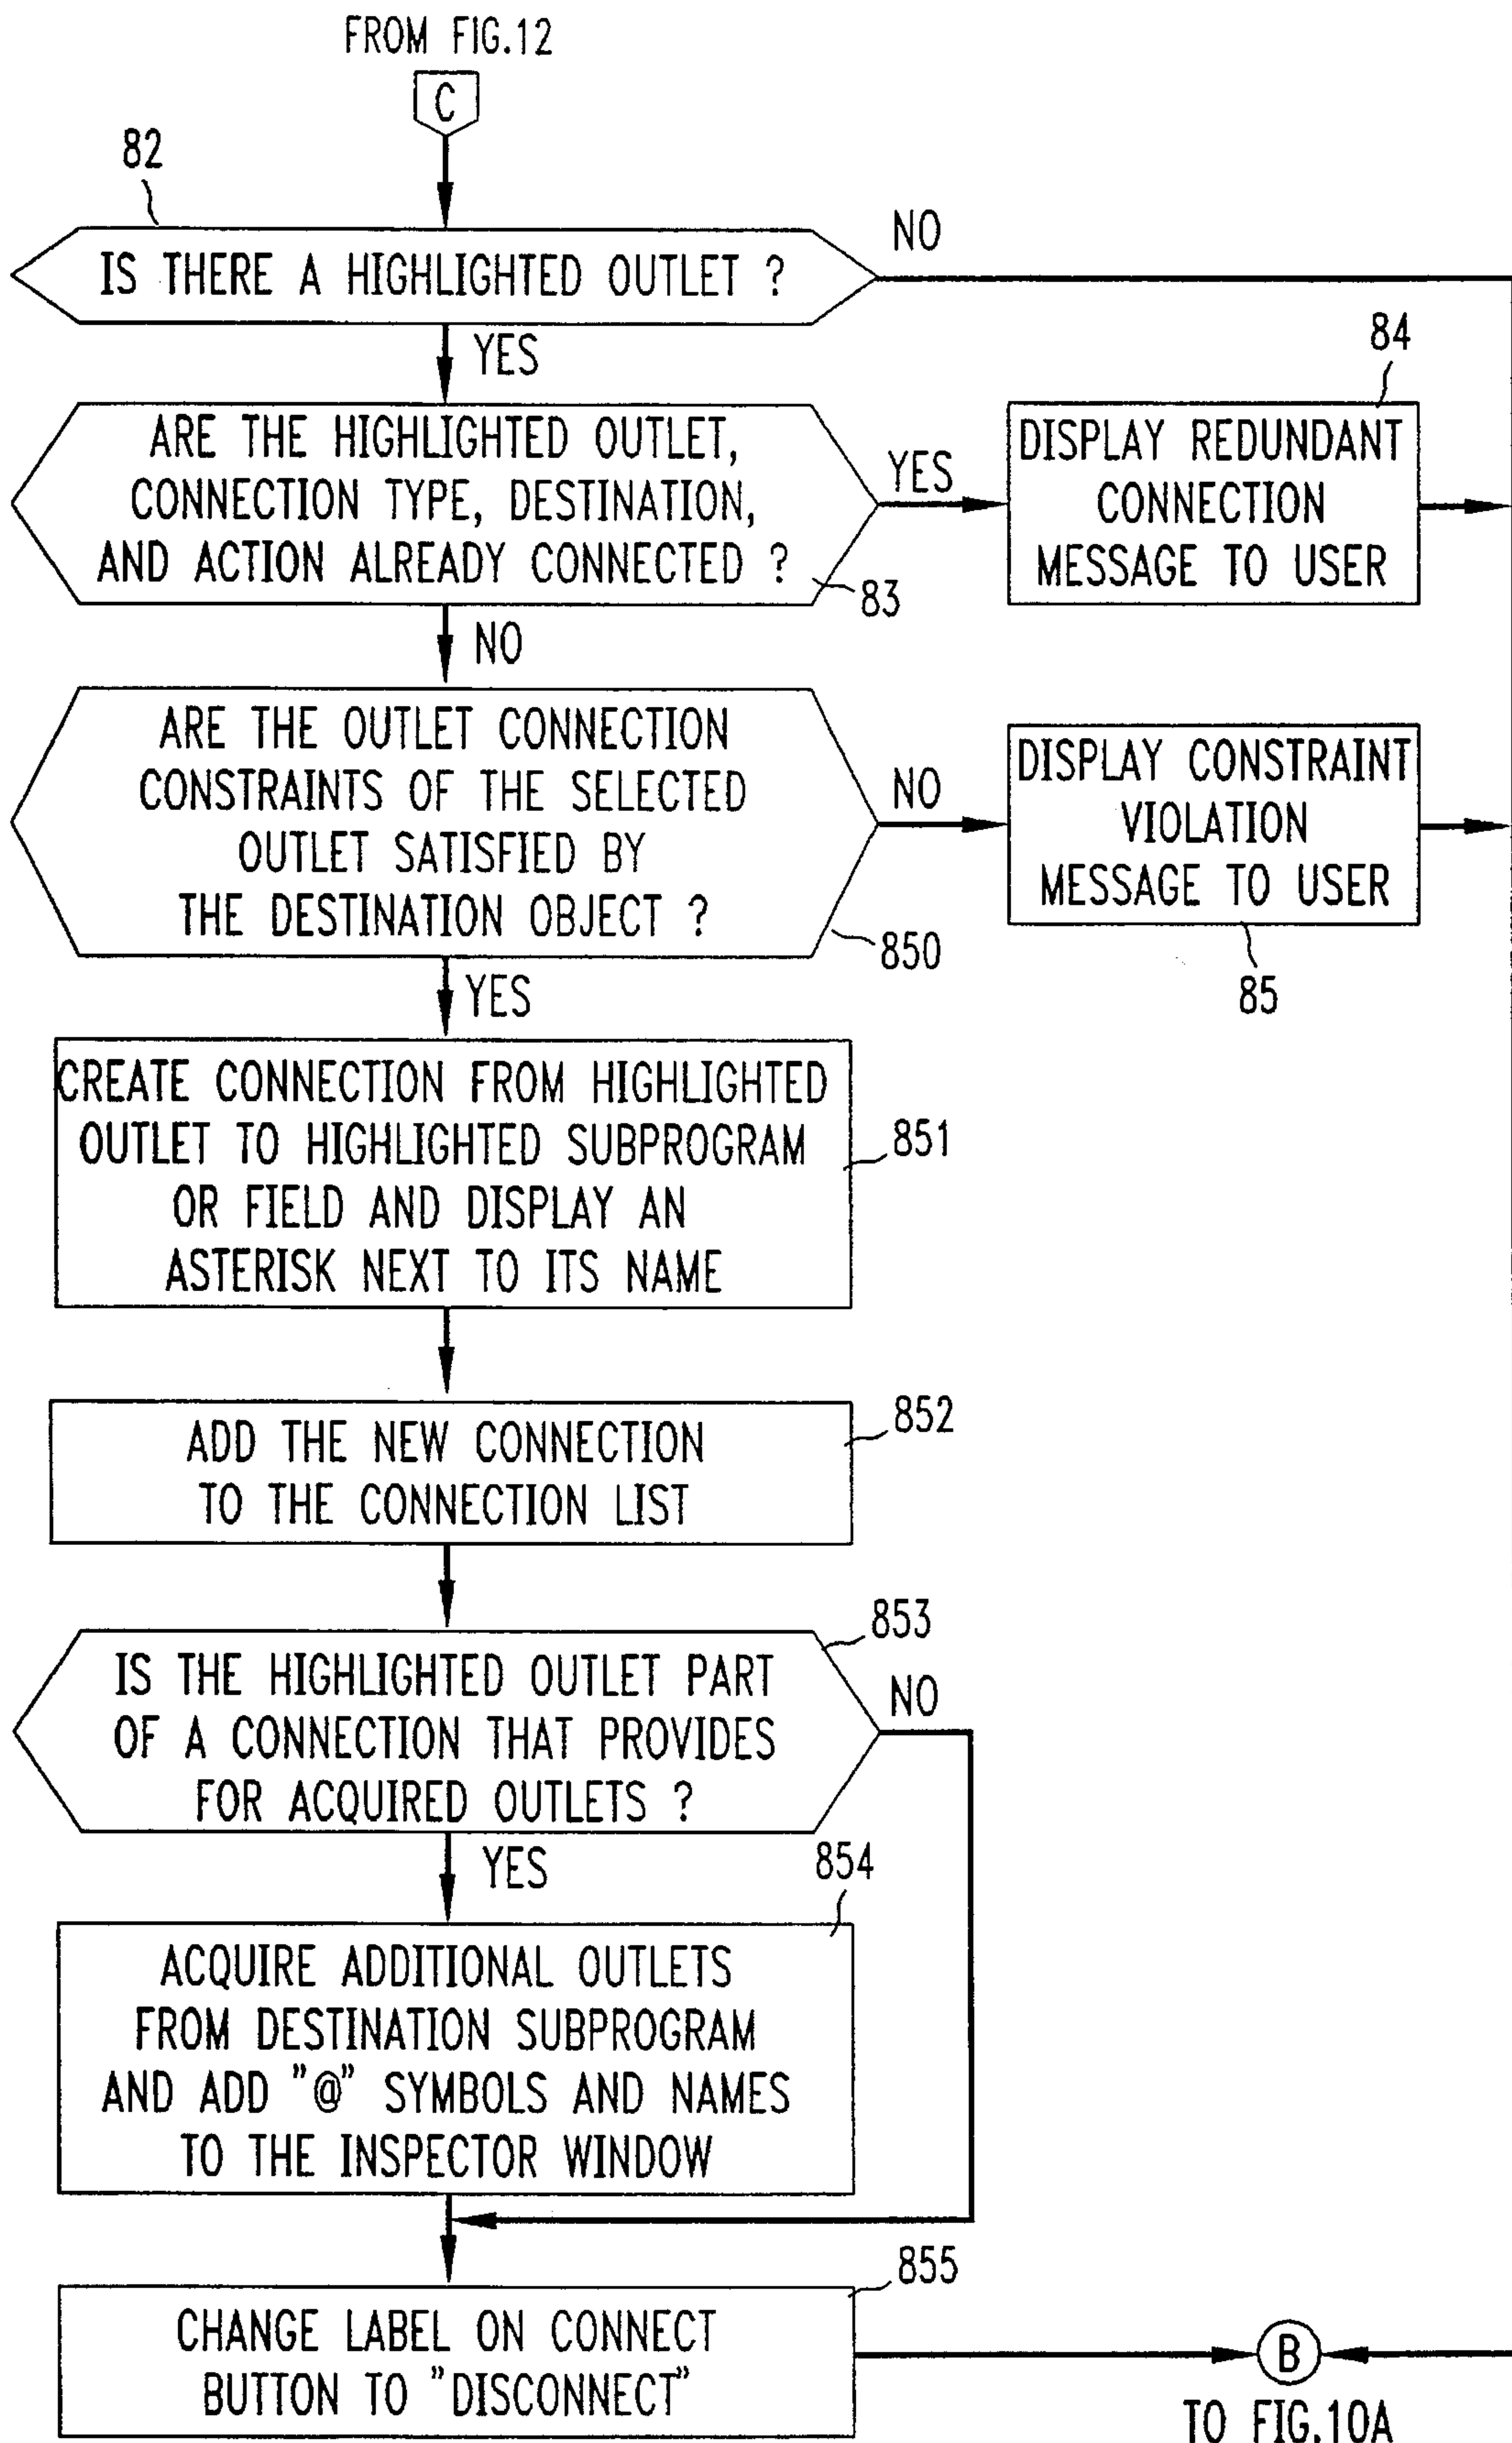 FROM FIG.12
C
82
IS THERE A HIGHLIGHTED OUTLET ?
NO
YES
ARE THE HIGHLIGHTED OUTLET,
CONNECTION TYPE, DESTINATION,
AND ACTION ALREADY CONNECTED ?
83
YES
84
DISPLAY REDUNDANT
CONNECTION
MESSAGE TO USER
NO
ARE THE OUTLET CONNECTION
CONSTRAINTS OF THE SELECTED
OUTLET SATISFIED BY
THE DESTINATION OBJECT ?
850
NO
DISPLAY CONSTRAINT
VIOLATION
MESSAGE TO USER
85
YES
CREATE CONNECTION FROM HIGHLIGHTED
OUTLET TO HIGHLIGHTED SUBPROGRAM
OR FIELD AND DISPLAY AN
ASTERISK NEXT TO ITS NAME
851
ADD THE NEW CONNECTION
TO THE CONNECTION LIST
852
853
IS THE HIGHLIGHTED OUTLET PART
OF A CONNECTION THAT PROVIDES
FOR ACQUIRED OUTLETS ?
NO
YES
854
ACQUIRE ADDITIONAL OUTLETS
FROM DESTINATION SUBPROGRAM
AND ADD "@" SYMBOLS AND NAMES
TO THE INSPECTOR WINDOW
855
CHANGE LABEL ON CONNECT
BUTTON TO "DISCONNECT"
B
TO FIG.10A